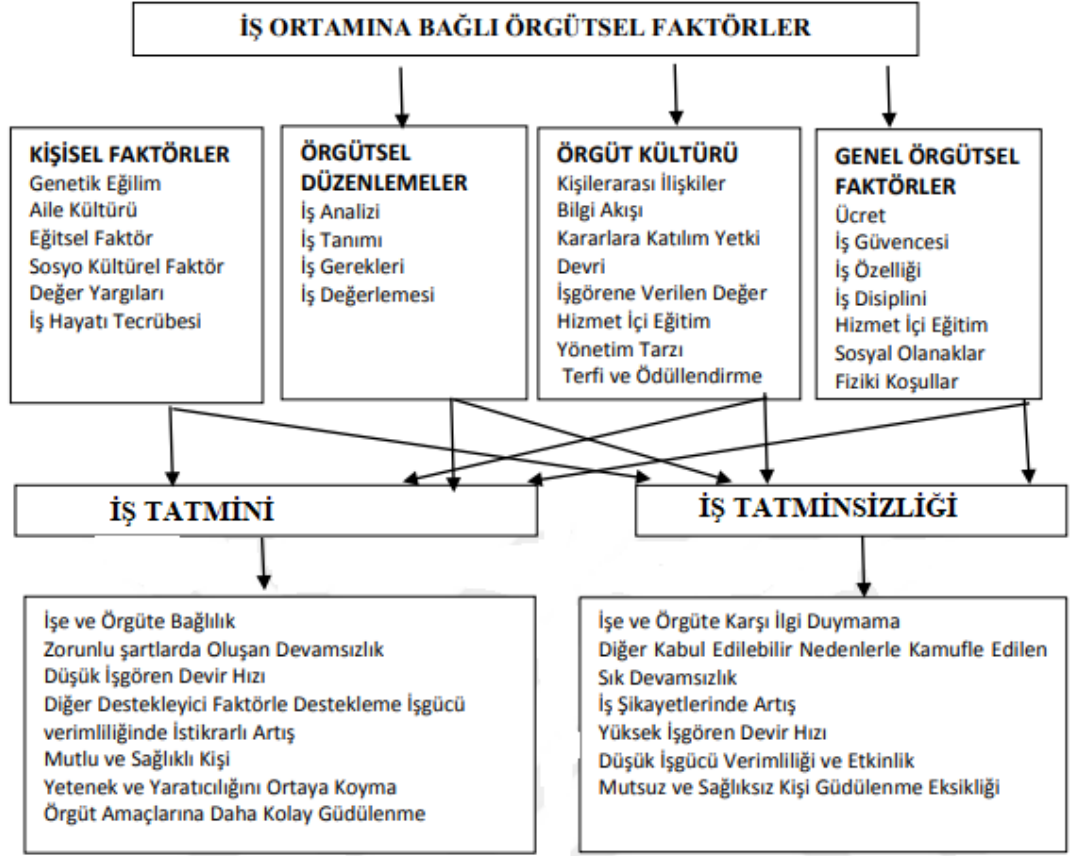 İŞ ORTAMINA BAĞLI ÖRGÜTSEL FAKTÖRLER
KİŞİSEL FAKTÖRLER
Genetik Eğilim
Aile Kültürü
Eğitsel Faktör
Sosyo Kültürel Faktör
Değer Yargıları
İş Hayatı Tecrübesi
ÖRGÜTSEL
DÜZENLEMELER
İş Analizi
İş Tanımı
İş Gerekleri
İş Değerlemesi
ÖRGÜT KÜLTÜRÜ
Kişilerarası İlişkiler
Bilgi Akışı
Kararlara Katılım Yetki
Devri
İşgörene Verilen Değer
Hizmet İçi Eğitim
Yönetim Tarzı
Terfi ve Ödüllendirme
GENEL ÖRGÜTSEL
FAKTÖRLER
Ücret
İş Güvencesi
İş Özelliği
İş Disiplini
Hizmet İçi Eğitim
Sosyal Olanaklar
Fiziki Koşullar
İŞ TATMİNİ
İŞ TATMİNSİZLİĞİ
İşe ve Örgüte Bağlılık
Zorunlu şartlarda Oluşan Devamsızlık
Düşük İşgören Devir Hızı
Diğer Destekleyici Faktörle Destekleme İşgücü
verimliliğinde İstikrarlı Artış
Mutlu ve Sağlıklı Kişi
Yetenek ve Yaratıcılığını Ortaya Koyma
Örgüt Amaçlarına Daha Kolay Güdülenme
İşe ve Örgüte Karşı İlgi Duymama
Diğer Kabul Edilebilir Nedenlerle Kamufle Edilen
Sık Devamsızlık
İş Şikayetlerinde Artış
Yüksek İşgören Devir Hızı
Düşük İşgücü Verimliliği ve Etkinlik
Mutsuz ve Sağlıksız Kişi Güdülenme Eksikliği